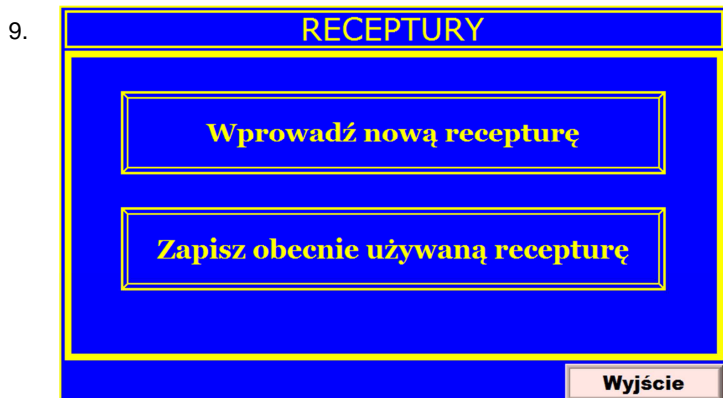 9.
RECEPTURY
Wprowadź nową recepturę
Zapisz obecnie używaną recepturę
Wyjście